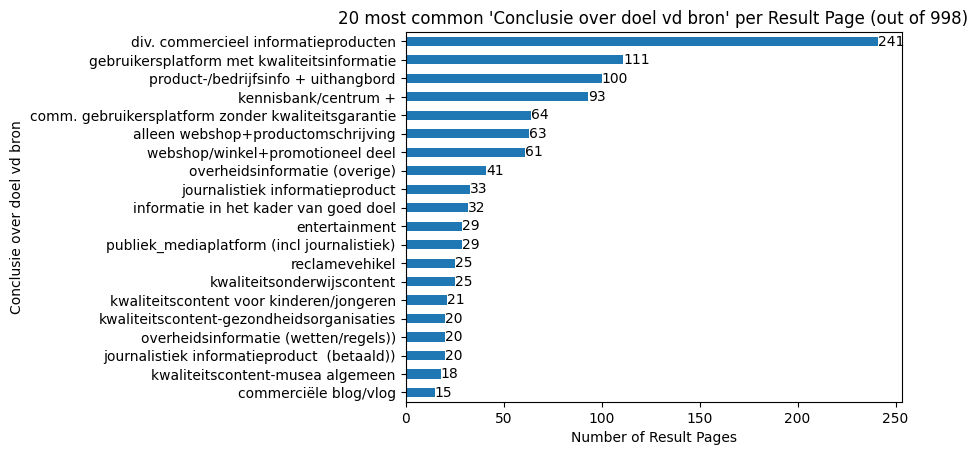 20 most common 'Conclusie over doel vd bron' per Result Page (out of 998)
Conclusie over doel vd bron
div. commercieel informatieproducten 241
gebruikersplatform met kwaliteitsinformatie 111
product-/bedrijfsinfo + uithangbord 100
kennisbank/centrum + 93
comm. gebruikersplatform zonder kwaliteitsgarantie 64
alleen webshop+productomschrijving 63
webshop/winkel+promotioneel deel 61
overheidsinformatie (overige) 41
journalistiek informatieproduct 33
informatie in het kader van goed doel 32
entertainment 29
publiek_mediaplatform (incl journalistiek) 29
reclamevehikel 25
kwaliteitsonderwijscontent 25
kwaliteitscontent voor kinderen/jongeren 21
kwaliteitscontent-gezondheidsorganisaties 20
overheidsinformatie (wetten/regels)) 20
journalistiek informatieproduct  (betaald)) 20
kwaliteitscontent-musea algemeen 18
commerciële blog/vlog 15
0 50 100 150 200 250
Number of Result Pages